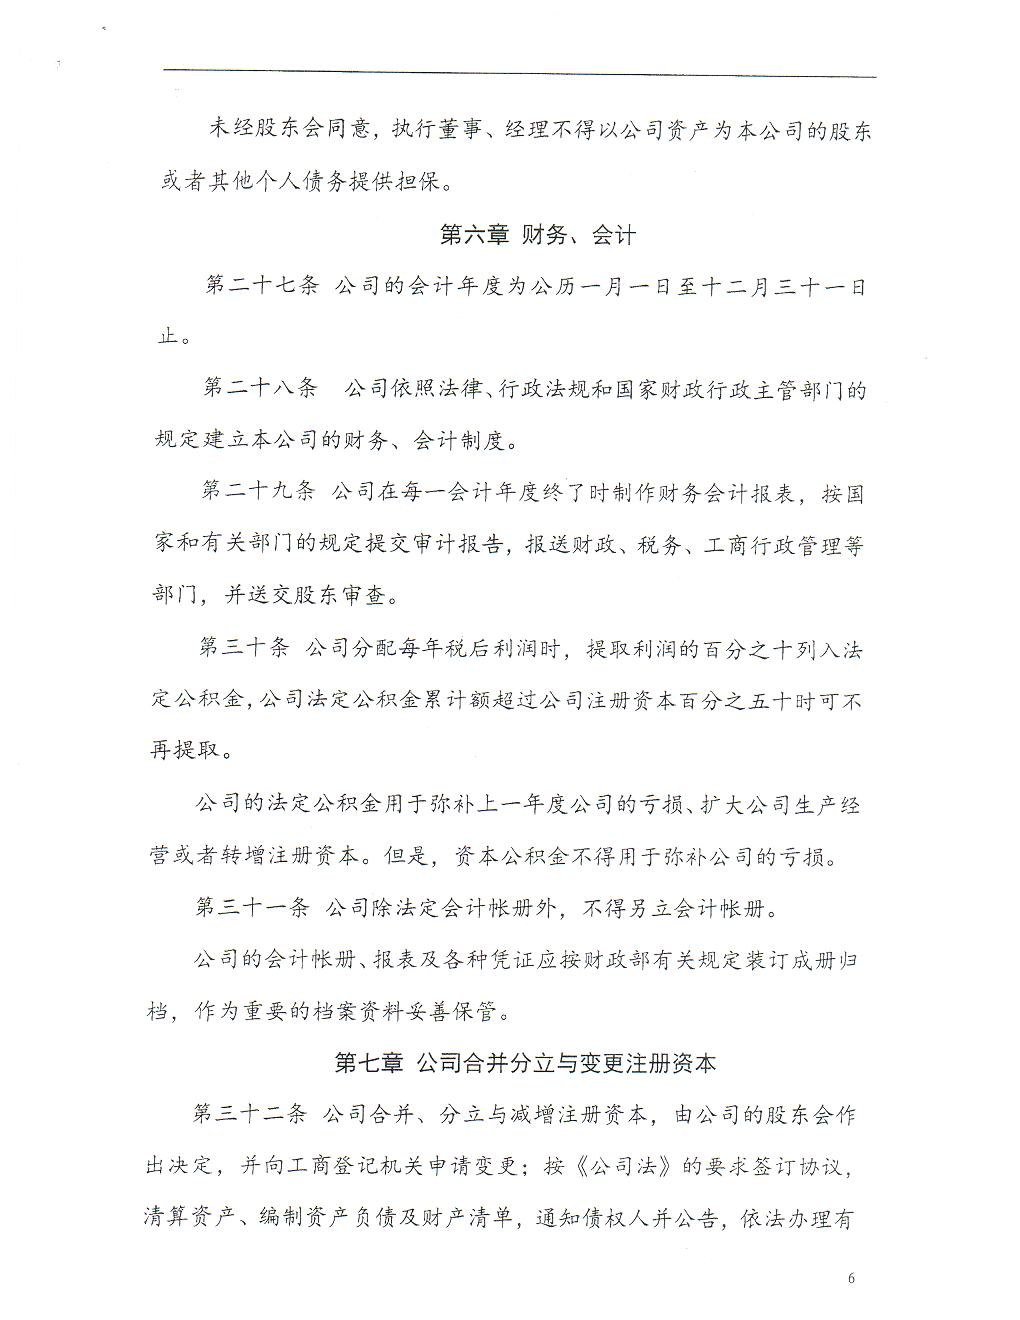 未经股东会同意，执行董事、经理不得以公司资产为本公司的股东
或者其他个人债务提供担保。
第六章 财务、会计
第二十七条 公司的会计年度为公历一月一日至十二月三十一日
止。
第二十八条 公司依照法律、行政法规和国家财政行政主管部门的
规定建立本公司的财务、会计制度。
第二十九条 公司在每一会计年度终了时制作财务会计报表，按国
家和有关部门的规定提交审计报告，报送财政、税务、工商行政管理等
部门，并送交股东审查。
第三十条 公司分配每年税后利润时，提取利润的百分之十列入法
定公积金，公司法定公积金累计额超过公司注册资本百分之五十时可不
再提取。
公司的法定公积金用于弥补上一年度公司的亏损、扩大公司生产经
营或者转增注册资本。但是，资本公积金不得用于弥补公司的亏损。
第三十一条 公司除法定会计帐册外，不得另立会计帐册。
公司的会计帐册、报表及各种凭证应按财政部有关规定装订成册归
档，作为重要的档案资料妥善保管。
第七章 公司合并分立与变更注册资本
第三十二条 公司合并、分立与减增注册资本，由公司的股东会作
出决定，并向工商登记机关申请变更；按《公司法》的要求签订协议，
清算资产、编制资产负债及财产清单，通知债权人并公告，依法办理有
6